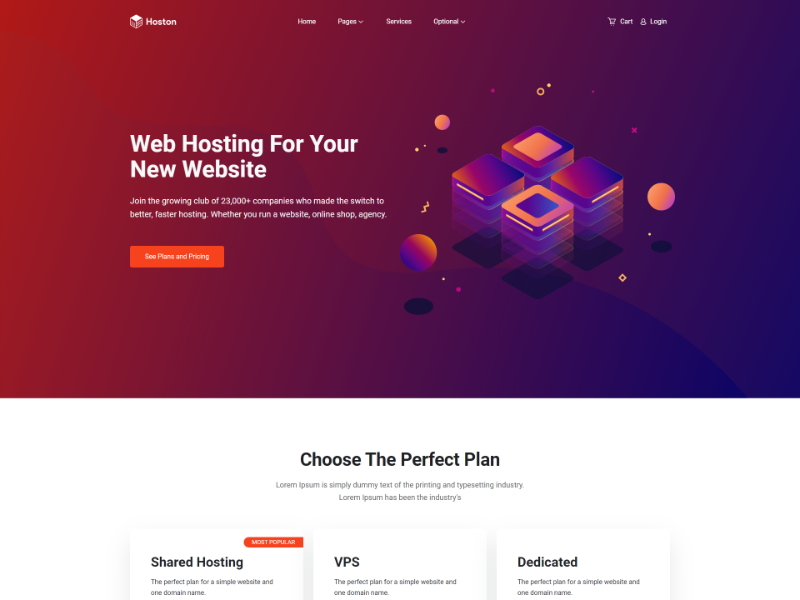 Hoston
Home Pages Services Optional
Cart Login
Web Hosting For Your
New Website
Join the growing club of 23,000+ companies who made the switch to
better, faster hosting. Whether you run a website, online shop, agency.
See Plans and Pricing
Choose The Perfect Plan
Lorem Ipsum is simply dummy text of the printing and typesetting industry.
Lorem Ipsum has been the industry's
MOST POPULAR
Shared Hosting
The perfect plan for a simple website and
one domain name.
VPS
The perfect plan for a simple website and
one domain name.
Dedicated
The perfect plan for a simple website and
one domain name.